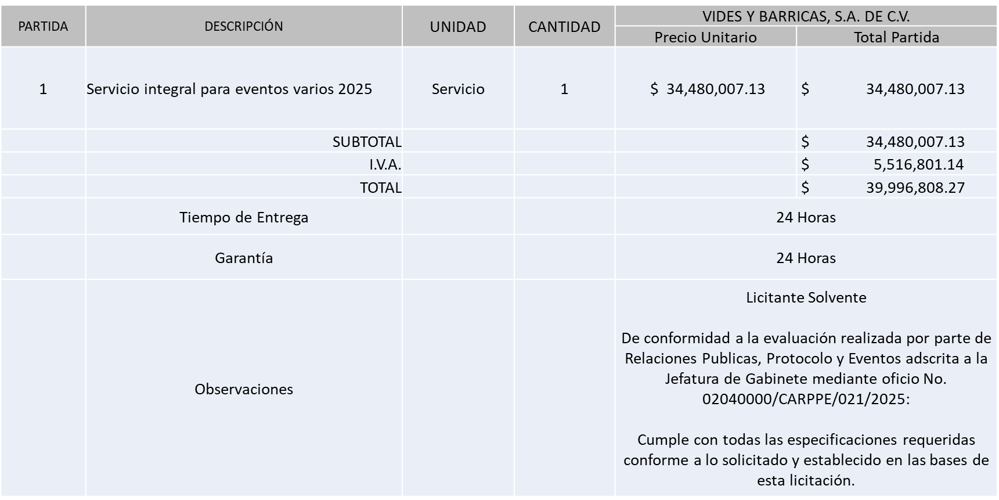 PARTIDA DESCRIPCIÓN UNIDAD CANTIDAD VIDES Y BARRICAS, S.A. DE C.V.
Precio Unitario Total Partida
1 Servicio integral para eventos varios 2025 Servicio 1 $ 34,480,007.13 $ 34,480,007.13
SUBTOTAL $ 34,480,007.13
I.V.A. $ 5,516,801.14
TOTAL $ 39,996,808.27
Tiempo de Entrega 24 Horas
Garantía 24 Horas
Observaciones
Licitante Solvente
De conformidad a la evaluación realizada por parte de
Relaciones Publicas, Protocolo y Eventos adscrita a la
Jefatura de Gabinete mediante oficio No.
02040000/CARPPE/021/2025:
Cumple con todas las especificaciones requeridas
conforme a lo solicitado y establecido en las bases de
esta licitación.